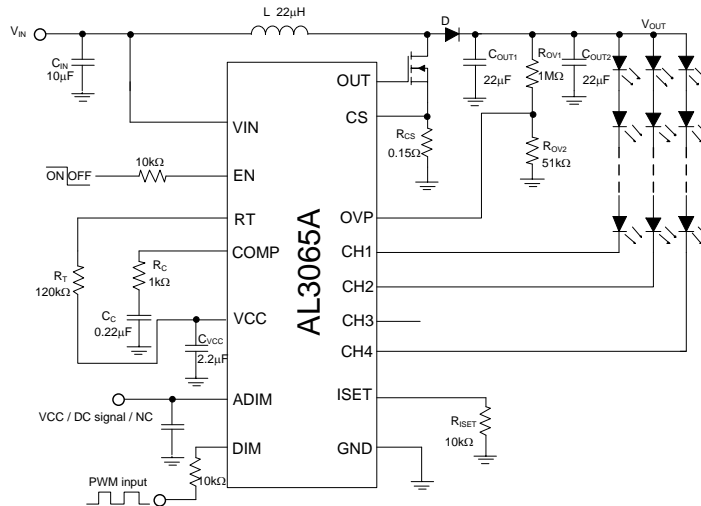 L 22μH
D
VIN
VOUT
CIN
10μF
COUT1
22μF
ROV1
1MΩ
COUT2
22μF
OUT
CS
RCS
0.15Ω
ROV2
51kΩ
VIN
ON OFF
10kΩ
EN
RT
OVP
COMP
CH1
RT
120kΩ
RC
1kΩ
AL3065A
CH2
CC
0.22μF
VCC
CH3
CVCC
2.2μF
CH4
ADIM
ISET
VCC / DC signal / NC
RISET
10kΩ
DIM
GND
10kΩ
PWM input